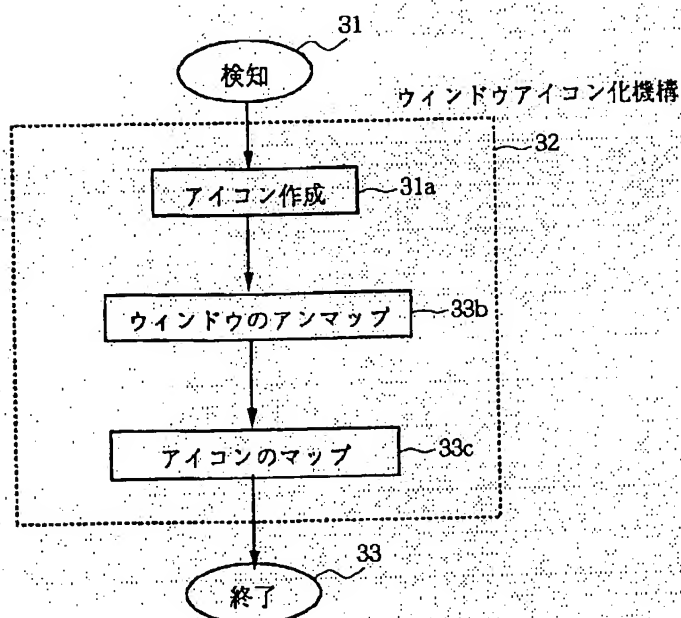 31
検知
ウィンドウアイコン化機構
32
アイコン作成
31a
ウィンドウのアンマップ
33b
アイコンのマップ
33c
33
終了